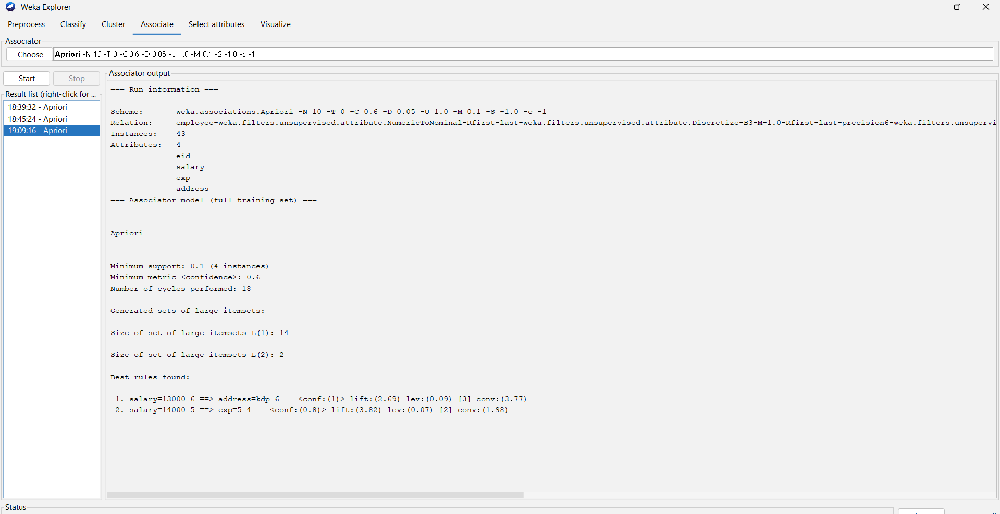 Weka Explorer
Preprocess Classify Cluster Associate Select attributes Visualize
Associator
Choose Apriori -N 10 -T 0 -C 0.6 -D 0.05 -U 1.0 -M 0.1 -S -1.0 -c -1
Start Stop
Result list (right-click for ...
18:39:32 - Apriori
18:45:24 - Apriori
19:09:16 - Apriori
Associator output
=== Run information ===
Scheme: weka.associations.Apriori -N 10 -T 0 -C 0.6 -D 0.05 -U 1.0 -M 0.1 -S -1.0 -c -1
Relation: employee-weka.filters.unsupervised.attribute.NumericToNominal-Rfirst-last-weka.filters.unsupervised.attribute.Discretize-B3-M-1.0-Rfirst-last-precision6-weka.filters.unsupervi
Instances: 43
Attributes: 4
eid
salary
exp
address
=== Associator model (full training set) ===
Apriori
=======
Minimum support: 0.1 (4 instances)
Minimum metric <confidence>: 0.6
Number of cycles performed: 18
Generated sets of large itemsets:
Size of set of large itemsets L(1): 14
Size of set of large itemsets L(2): 2
Best rules found:
1. salary=13000 6 ==> address=kdp 6 <conf:(1)> lift:(2.69) lev:(0.09) [3] conv:(3.77)
2. salary=14000 5 ==> exp=5 4 <conf:(0.8)> lift:(3.82) lev:(0.07) [2] conv:(1.98)
Status